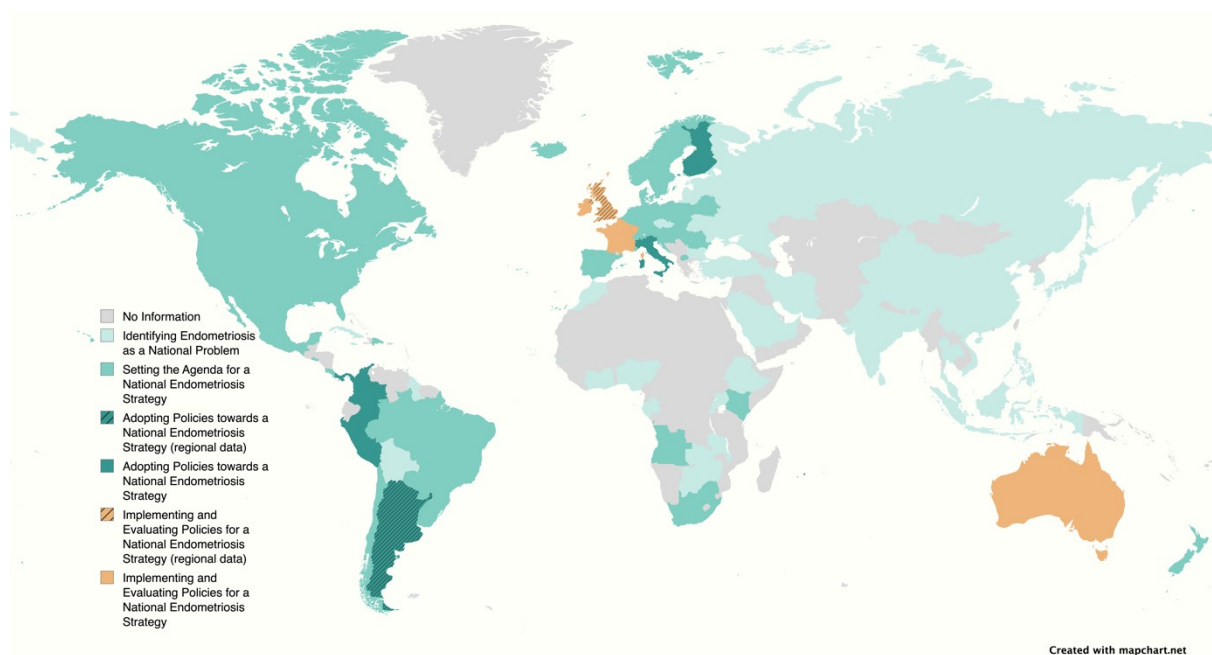 No Information
Identifying Endometriosis
as a National Problem
Setting the Agenda for a
National Endometriosis
Strategy
Adopting Policies towards a
National Endometriosis
Strategy (regional data)
Adopting Policies towards a
National Endometriosis
Strategy
Implementing and
Evaluating Policies for a
National Endometriosis
Strategy (regional data)
Implementing and
Evaluating Policies for a
National Endometriosis
Strategy
Created with mapchart.net